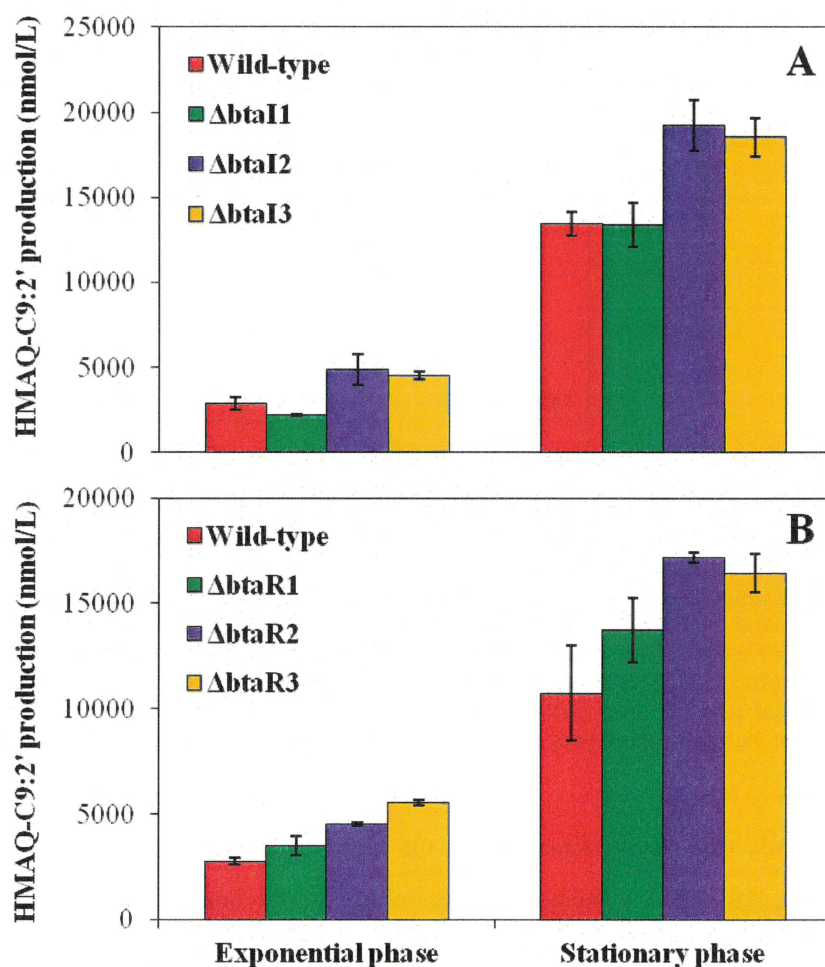 HMAQ-C9:2' production (nmol/L)
25000
20000
15000
10000
5000
0
Wild-type
ΔbtaI1
ΔbtaI2
ΔbtaI3
A
HMAQ-C9:2' production (nmol/L)
20000
15000
10000
5000
0
Wild-type
ΔbtaR1
ΔbtaR2
ΔbtaR3
B
Exponential phase
Stationary phase